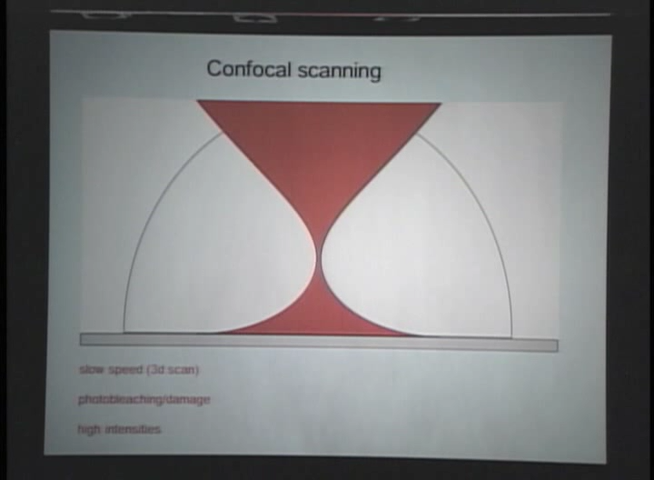 Confocal scanning
slow speed (3d scan)
photobleaching/damage
high intensities